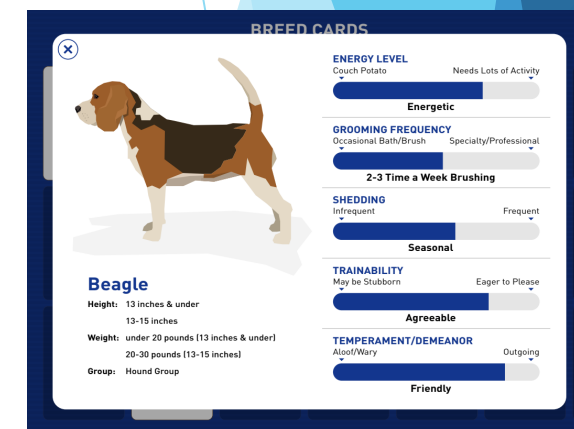 BREED CARDS
ENERGY LEVEL
Couch Potato Needs Lots of Activity
Energetic
GROOMING FREQUENCY
Occasional Bath/Brush Specialty/Professional
2-3 Time a Week Brushing
SHEDDING
Infrequent Frequent
Seasonal
TRAINABILITY
May be Stubborn Eager to Please
Agreeable
TEMPERAMENT/DEMEANOR
Aloof/Wary Outgoing
Friendly
Beagle
Height: 13 inches & under
13-15 inches
Weight: under 20 pounds (13 inches & under)
20-30 pounds (13-15 inches)
Group: Hound Group